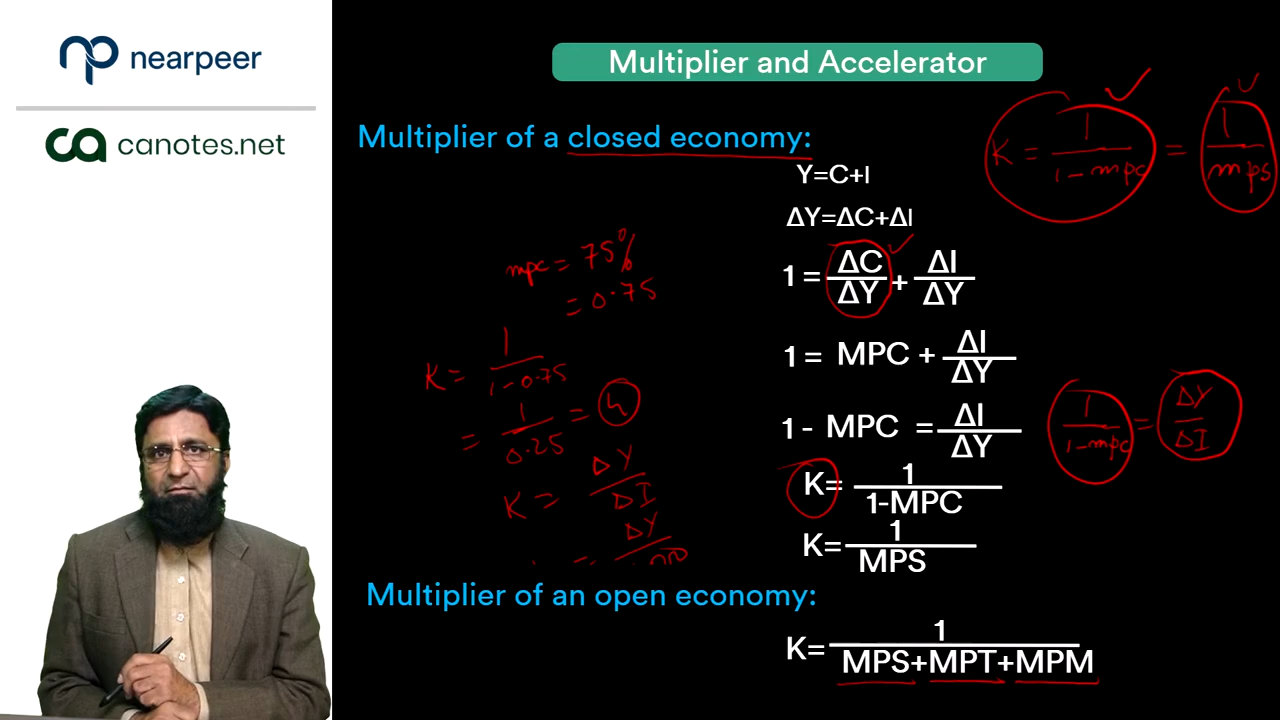 nearpeer
canotes.net
Multiplier and Accelerator
Multiplier of a closed economy:
K = 1/(1-mpc) = 1/mps
Y=C+I
ΔY=ΔC+ΔI
1 = ΔC/ΔY + ΔI/ΔY
1 = MPC + ΔI/ΔY
1 - MPC = ΔI/ΔY
K= 1/(1-MPC)
K= 1/MPS
mpc = 75%
= 0.75
K = 1/(1-0.75)
= 1/0.25 = 4
K = ΔY/ΔI
= ΔY/
1/(1-mpc) = ΔY/ΔI
Multiplier of an open economy:
K= 1/(MPS+MPT+MPM)